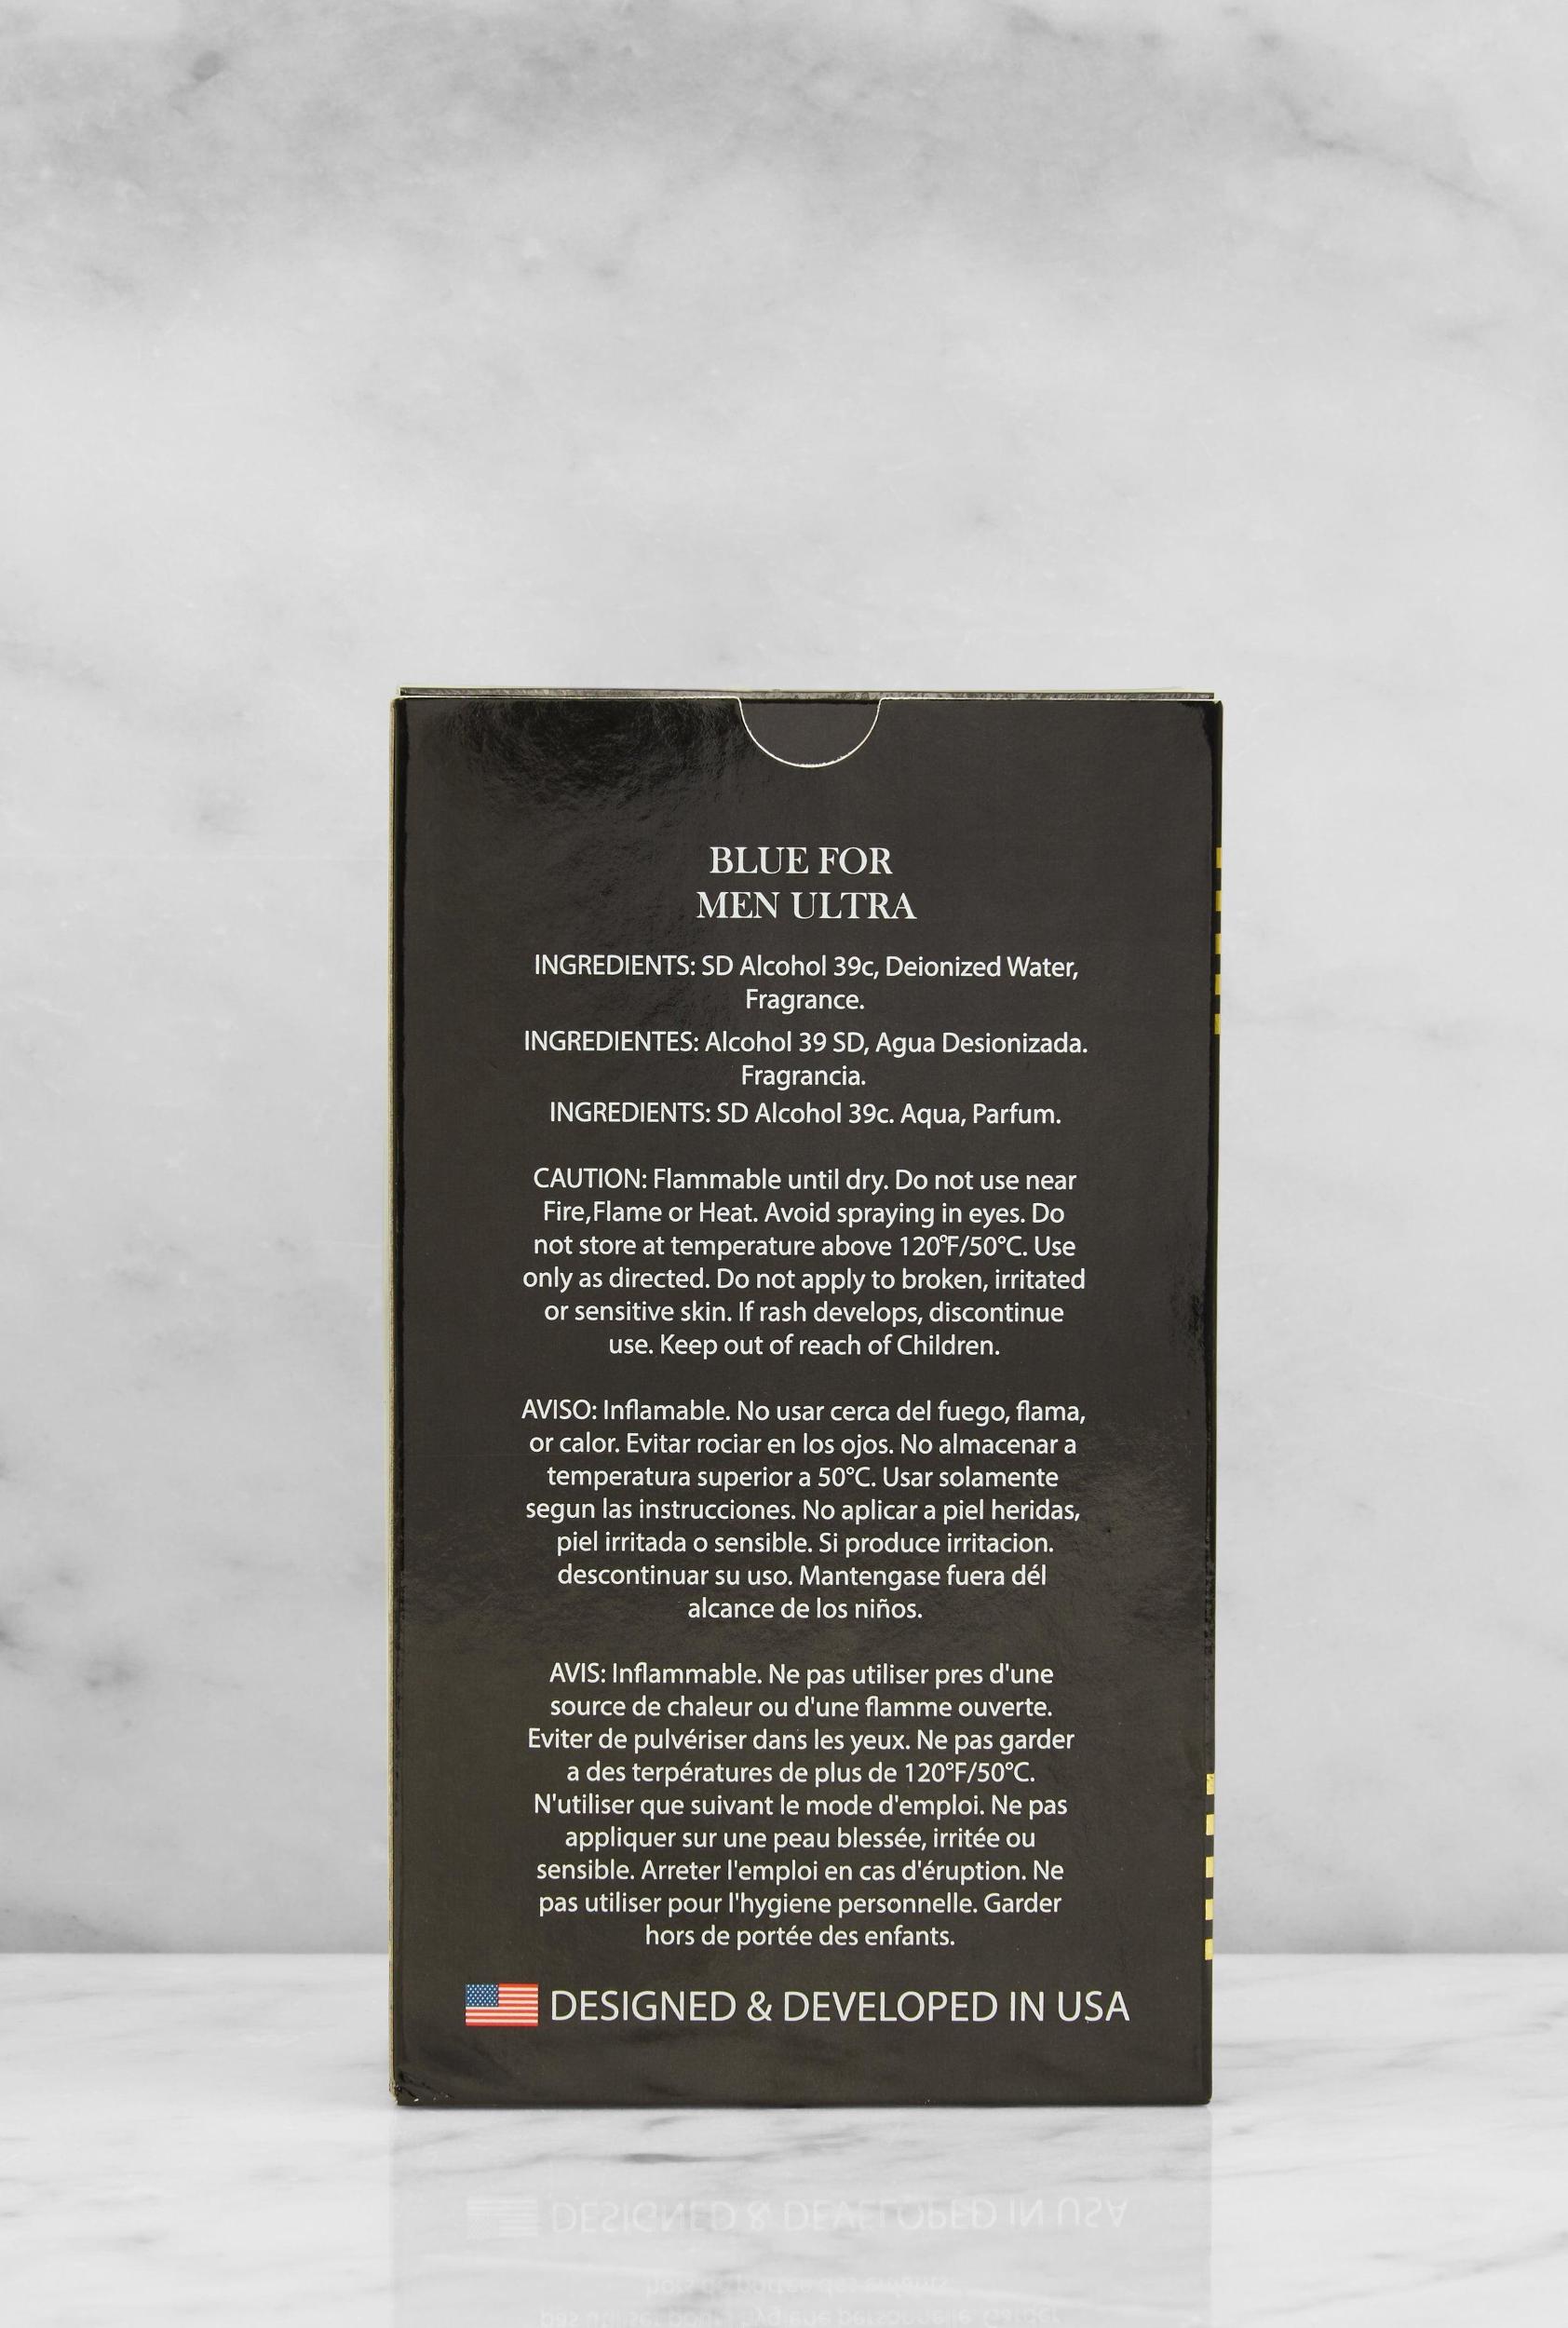 BLUE FOR
MEN ULTRA
INGREDIENTS: SD Alcohol 39c, Deionized Water,
Fragrance.
INGREDIENTES: Alcohol 39 SD, Agua Desionizada.
Fragrancia.
INGREDIENTS: SD Alcohol 39c. Aqua, Parfum.
CAUTION: Flammable until dry. Do not use near
Fire,Flame or Heat. Avoid spraying in eyes. Do
not store at temperature above 120°F/50°C. Use
only as directed. Do not apply to broken, irritated
or sensitive skin. If rash develops, discontinue
use. Keep out of reach of Children.
AVISO: Inflamable. No usar cerca del fuego, flama,
or calor. Evitar rociar en los ojos. No almacenar a
temperatura superior a 50°C. Usar solamente
segun las instrucciones. No aplicar a piel heridas,
piel irritada o sensible. Si produce irritacion.
descontinuar su uso. Mantengase fuera dél
alcance de los niños.
AVIS: Inflammable. Ne pas utiliser pres d'une
source de chaleur ou d'une flamme ouverte.
Eviter de pulvériser dans les yeux. Ne pas garder
a des terpératures de plus de 120°F/50°C.
N'utiliser que suivant le mode d'emploi. Ne pas
appliquer sur une peau blessée, irritée ou
sensible. Arreter l'emploi en cas d'éruption. Ne
pas utiliser pour l'hygiene personnelle. Garder
hors de portée des enfants.
DESIGNED & DEVELOPED IN USA